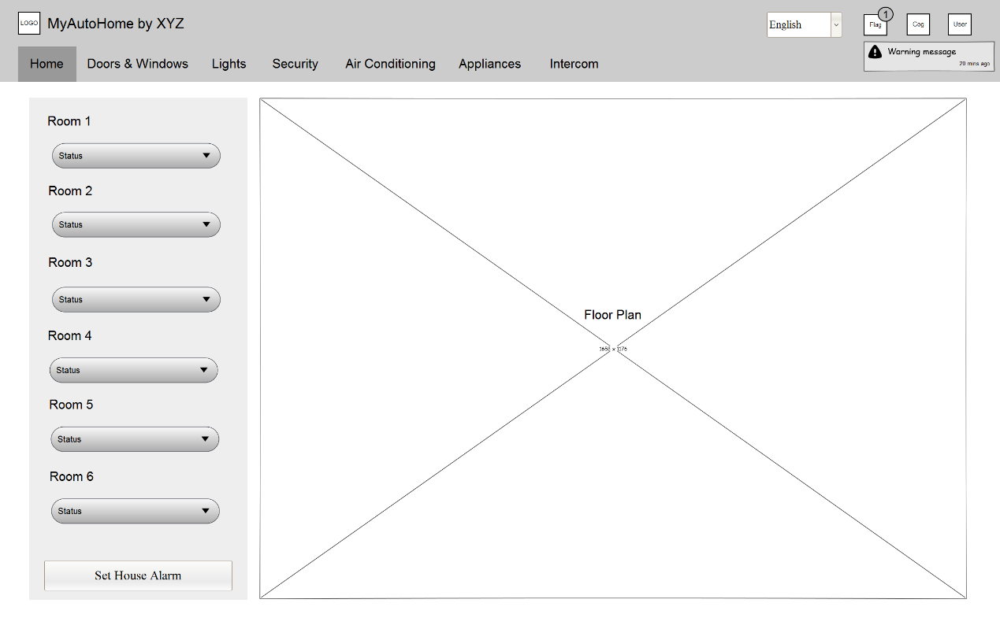 LOGO
MyAutoHome by XYZ
English
1
Flag
Cog
User
Warning message
20 mins ago
Home
Doors & Windows
Lights
Security
Air Conditioning
Appliances
Intercom
Room 1
Status
Room 2
Status
Room 3
Status
Room 4
Status
Room 5
Status
Room 6
Status
Set House Alarm
Floor Plan